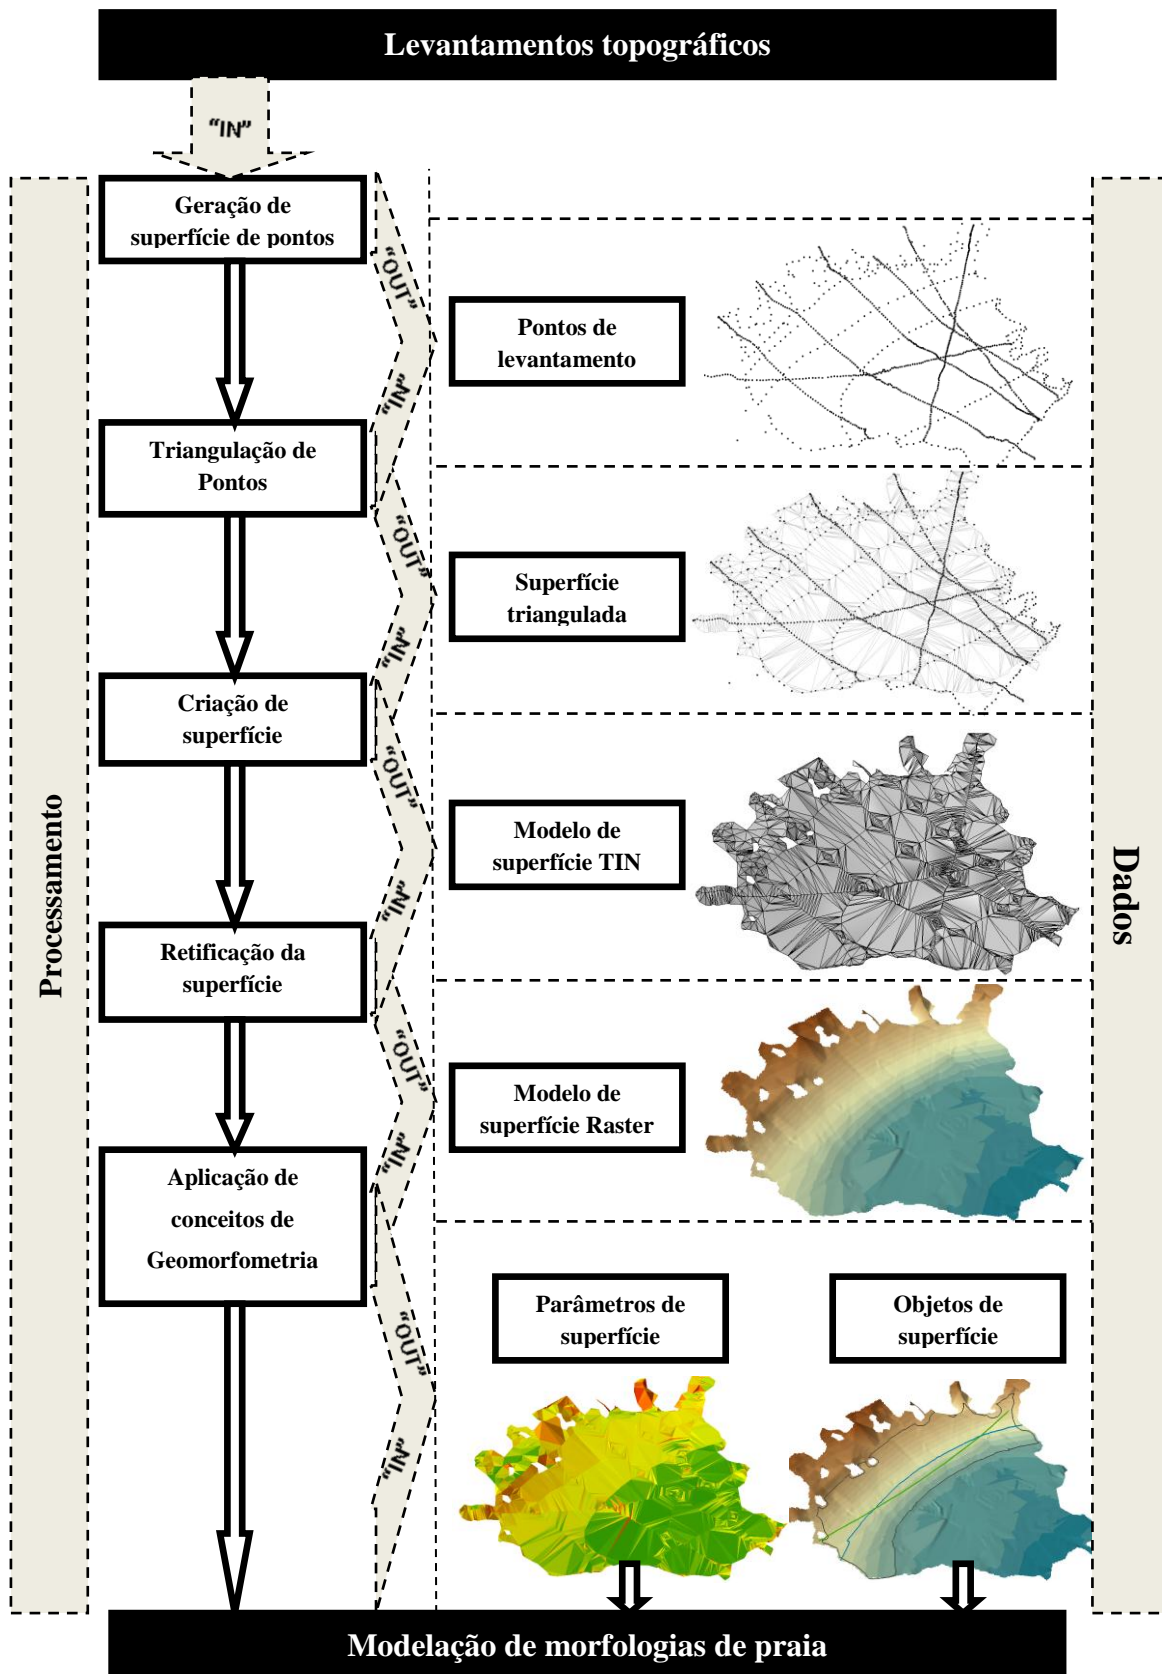 Levantamentos topográficos
“IN”
Geração de
superfície de pontos
“OUT”
Pontos de
levantamento
“IN”
Triangulação de
Pontos
“OUT”
Superfície
triangulada
“IN”
Criação de
superfície
“OUT”
Modelo de
superfície TIN
“IN”
Retificação da
superfície
“OUT”
Modelo de
superfície Raster
“IN”
Aplicação de
conceitos de
Geomorfometria
“OUT”
Parâmetros de
superfície
Objetos de
superfície
“IN”
Processamento
Dados
Modelação de morfologias de praia